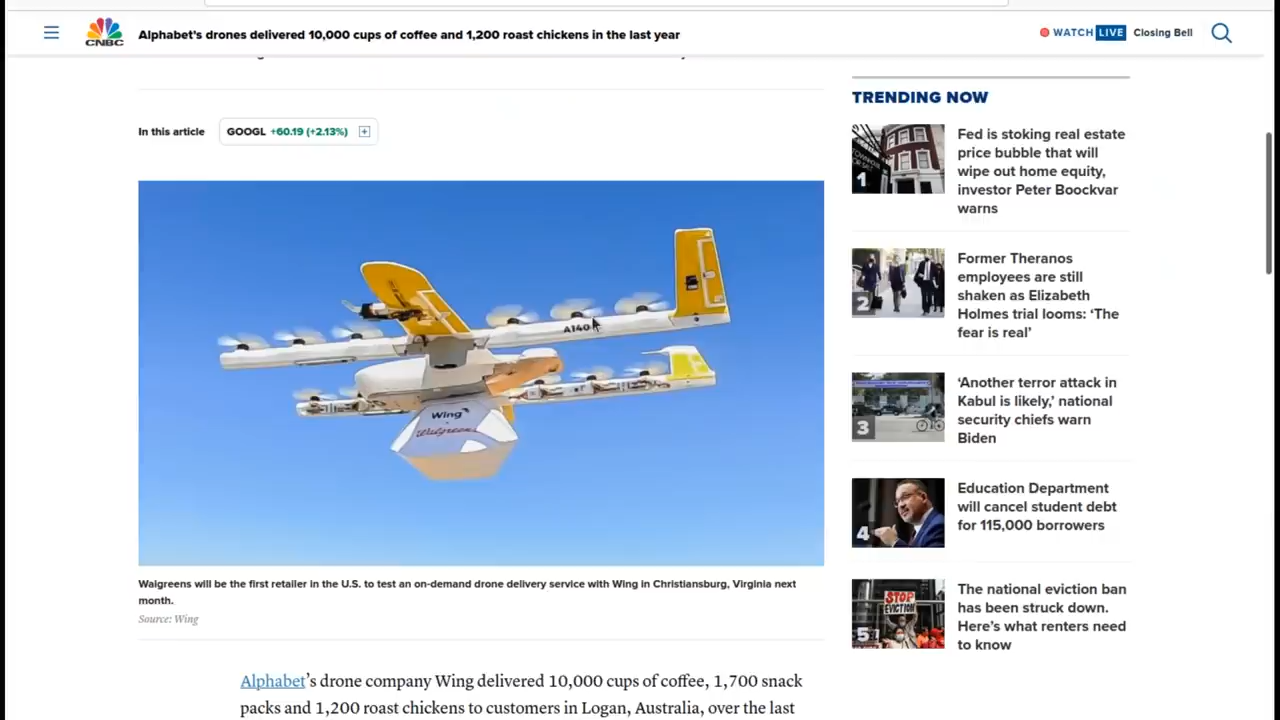 CNBC
Alphabet's drones delivered 10,000 cups of coffee and 1,200 roast chickens in the last year
WATCH LIVE Closing Bell
In this article GOOGL +60.19 (+2.13%)
A140
Wing
Walgreens
Walgreens will be the first retailer in the U.S. to test an on-demand drone delivery service with Wing in Christiansburg, Virginia next
month.
Source: Wing
Alphabet's drone company Wing delivered 10,000 cups of coffee, 1,700 snack
packs and 1,200 roast chickens to customers in Logan, Australia, over the last
TRENDING NOW
1
Fed is stoking real estate
price bubble that will
wipe out home equity,
investor Peter Boockvar
warns
2
Former Theranos
employees are still
shaken as Elizabeth
Holmes trial looms: 'The
fear is real'
3
'Another terror attack in
Kabul is likely,' national
security chiefs warn
Biden
4
Education Department
will cancel student debt
for 115,000 borrowers
5
STOP
EVICTION
The national eviction ban
has been struck down.
Here's what renters need
to know